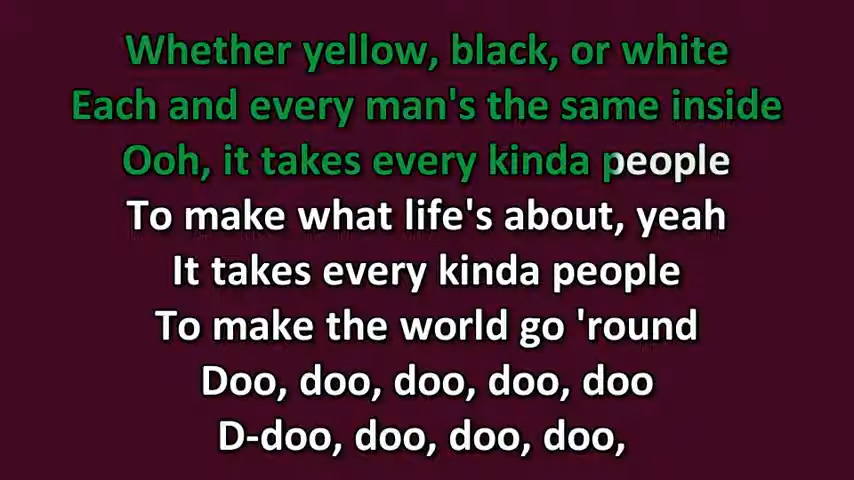 Whether yellow, black, or white
Each and every man's the same inside
Ooh, it takes every kinda people
To make what life's about, yeah
It takes every kinda people
To make the world go 'round
Doo, doo, doo, doo, doo
D-doo, doo, doo, doo,